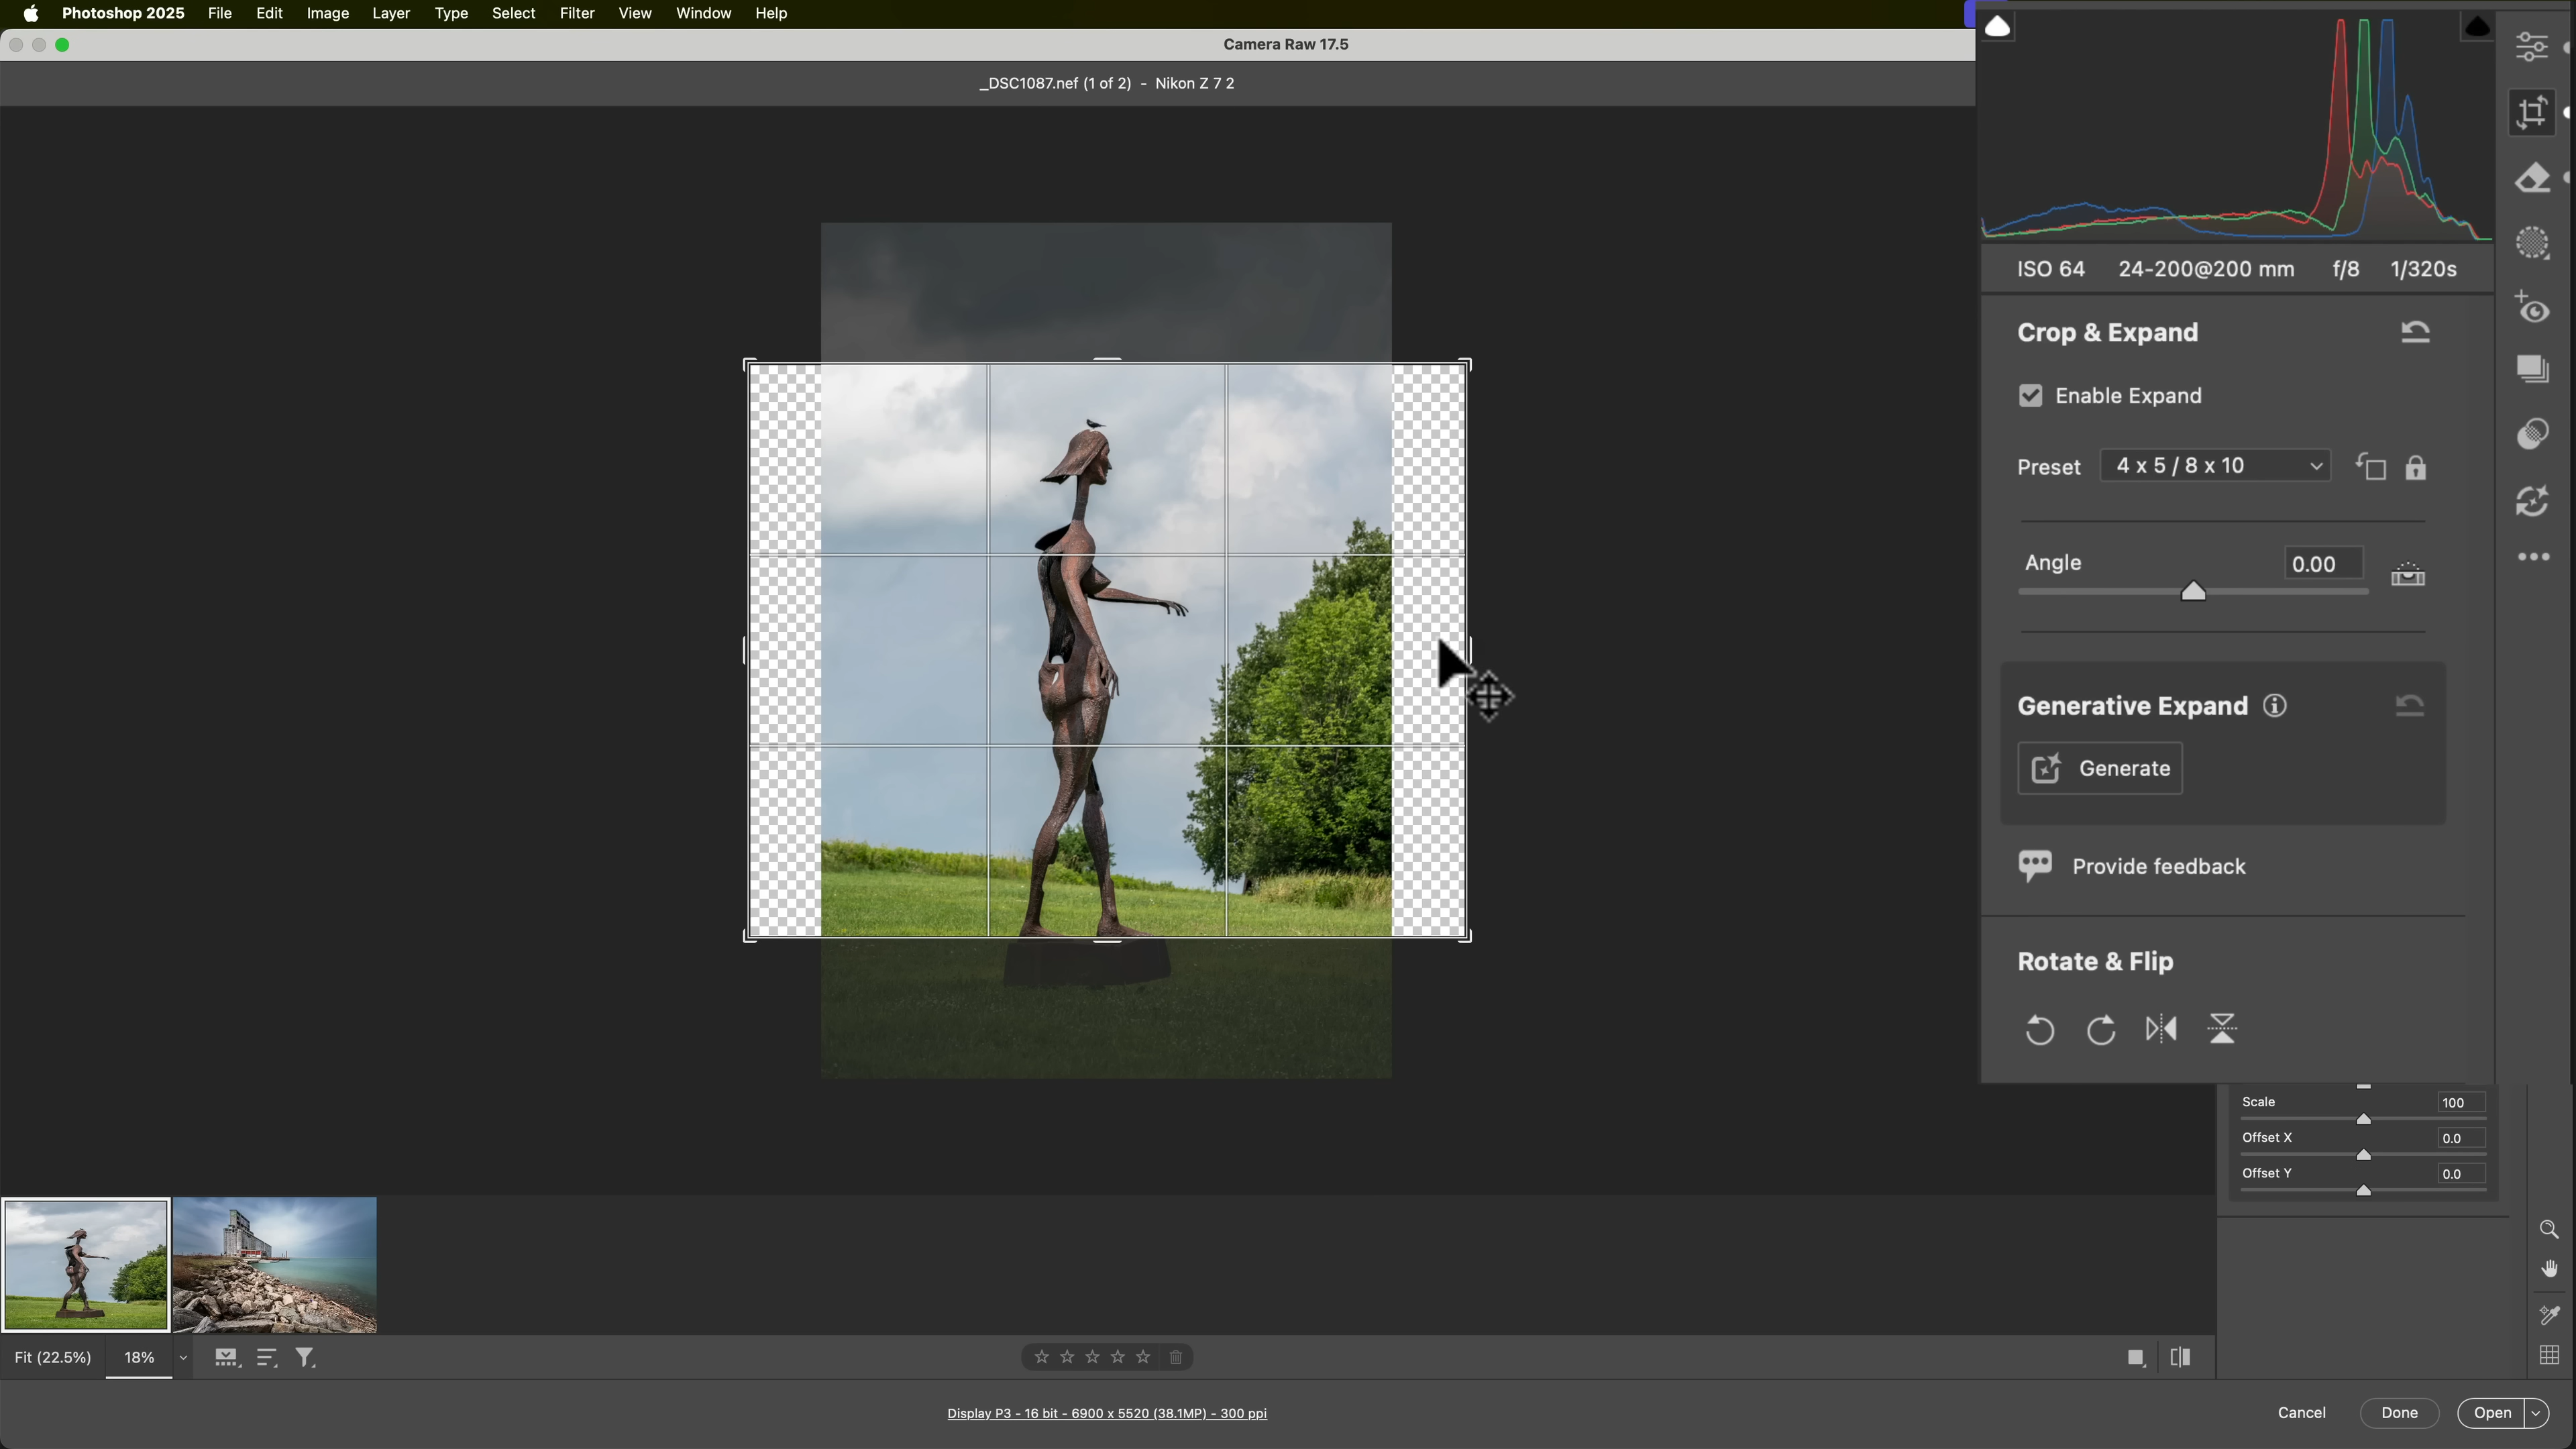 Photoshop 2025 File Edit Image Layer Type Select Filter View Window Help
Camera Raw 17.5
_DSC1087.nef (1 of 2) - Nikon Z 7 2
ISO 64 24-200@200 mm f/8 1/320s
Crop & Expand
Enable Expand
Preset 4 x 5 / 8 x 10
Angle 0.00
Generative Expand
Generate
Provide feedback
Rotate & Flip
Scale 100
Offset X 0.0
Offset Y 0.0
Fit (22.5%) 18%
Display P3 - 16 bit - 6900 x 5520 (38.1MP) - 300 ppi
Cancel Done Open